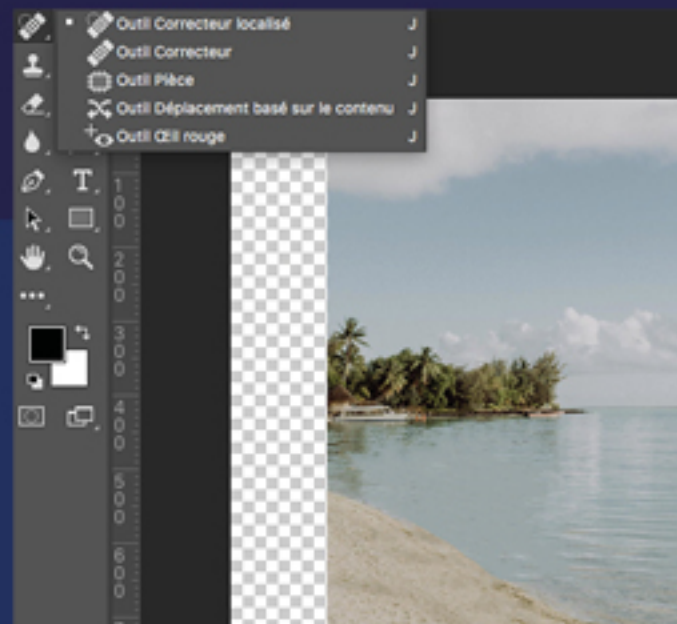 Outil Correcteur localisé J
Outil Correcteur J
Outil Pièce J
Outil Déplacement basé sur le contenu J
Outil Œil rouge J
T
100
200
300
400
500
600